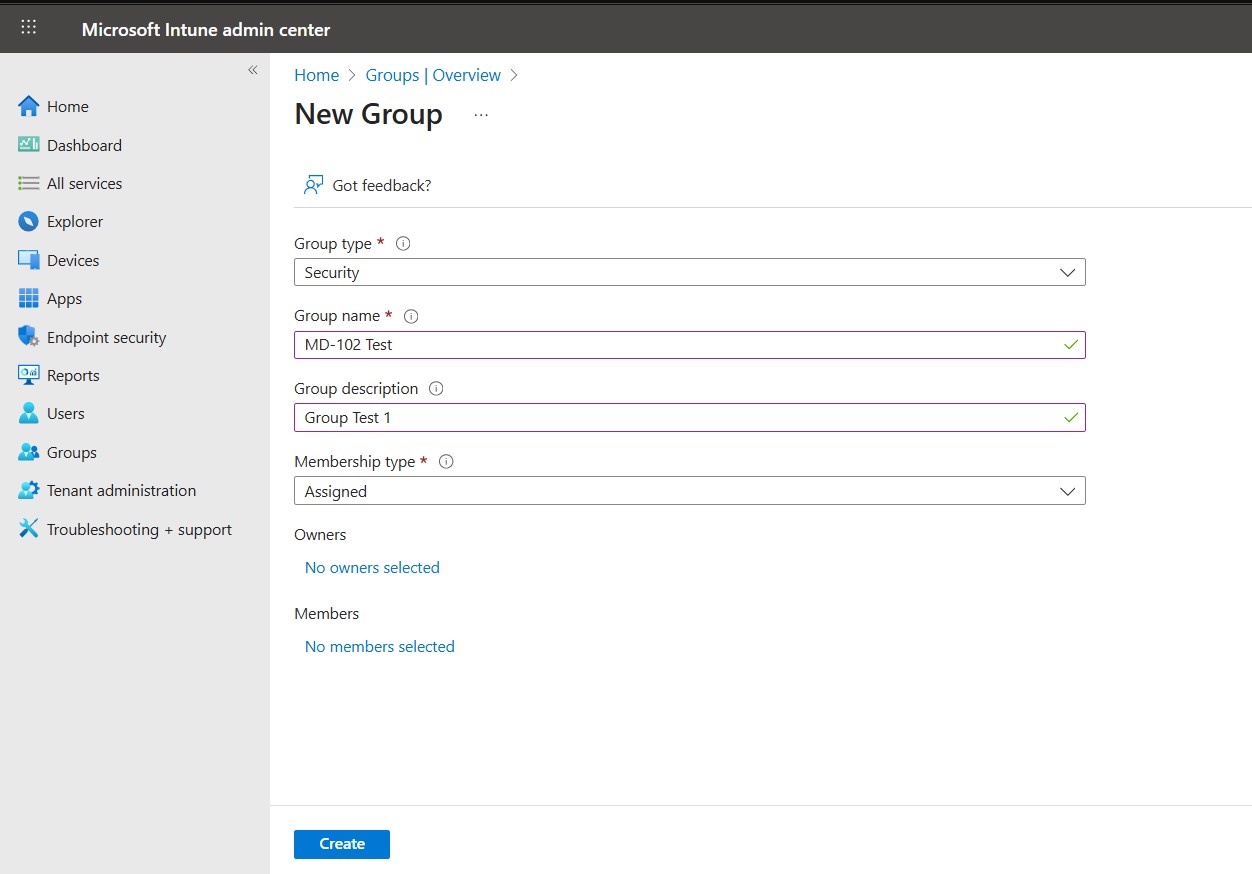 Microsoft Intune admin center
«
Home
Dashboard
All services
Explorer
Devices
Apps
Endpoint security
Reports
Users
Groups
Tenant administration
Troubleshooting + support
Home > Groups | Overview >
New Group ...
Got feedback?
Group type *
Security
Group name *
MD-102 Test
Group description
Group Test 1
Membership type *
Assigned
Owners
No owners selected
Members
No members selected
Create